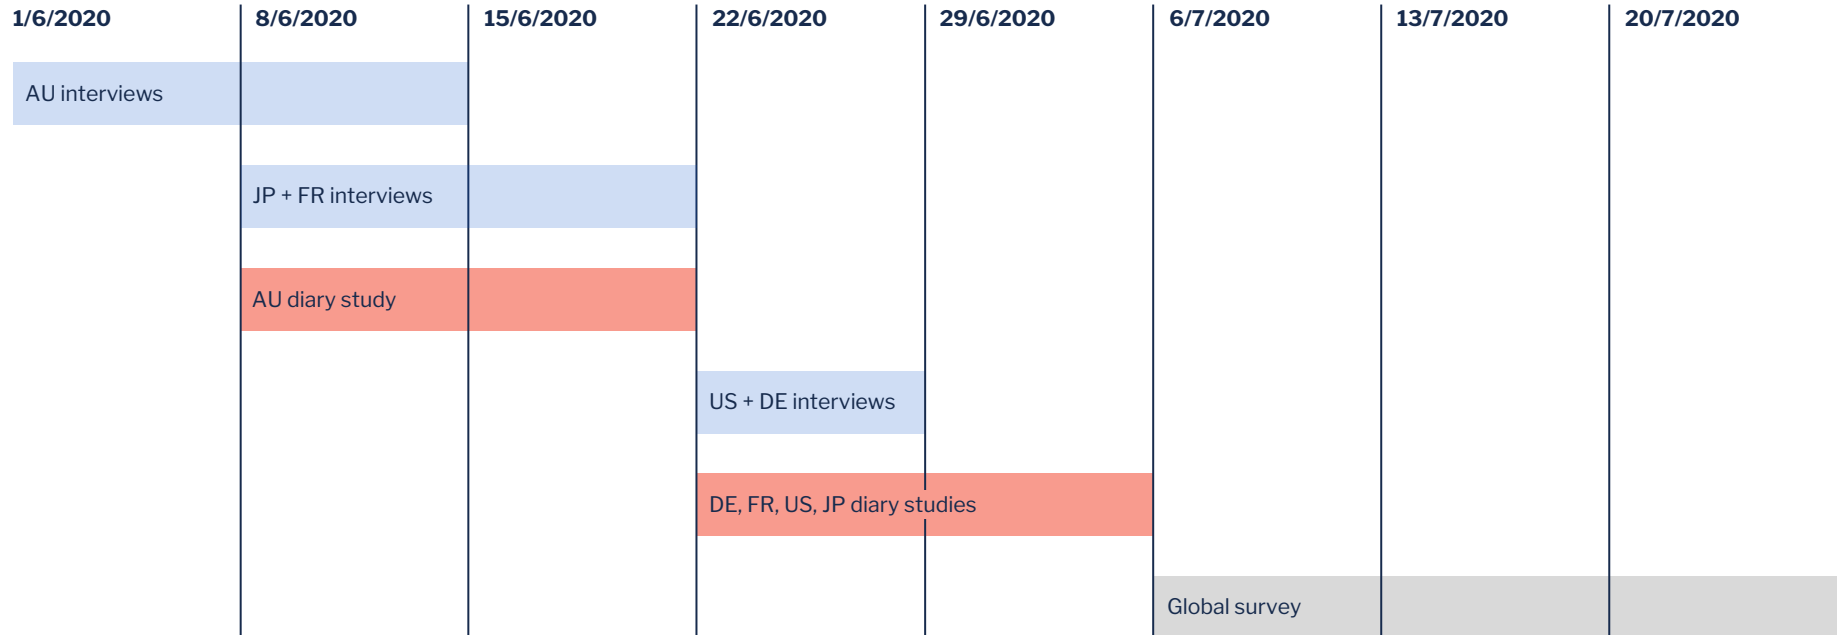 1/6/2020 8/6/2020 15/6/2020 22/6/2020 29/6/2020 6/7/2020 13/7/2020 20/7/2020
AU interviews
JP + FR interviews
AU diary study
US + DE interviews
DE, FR, US, JP diary studies
Global survey